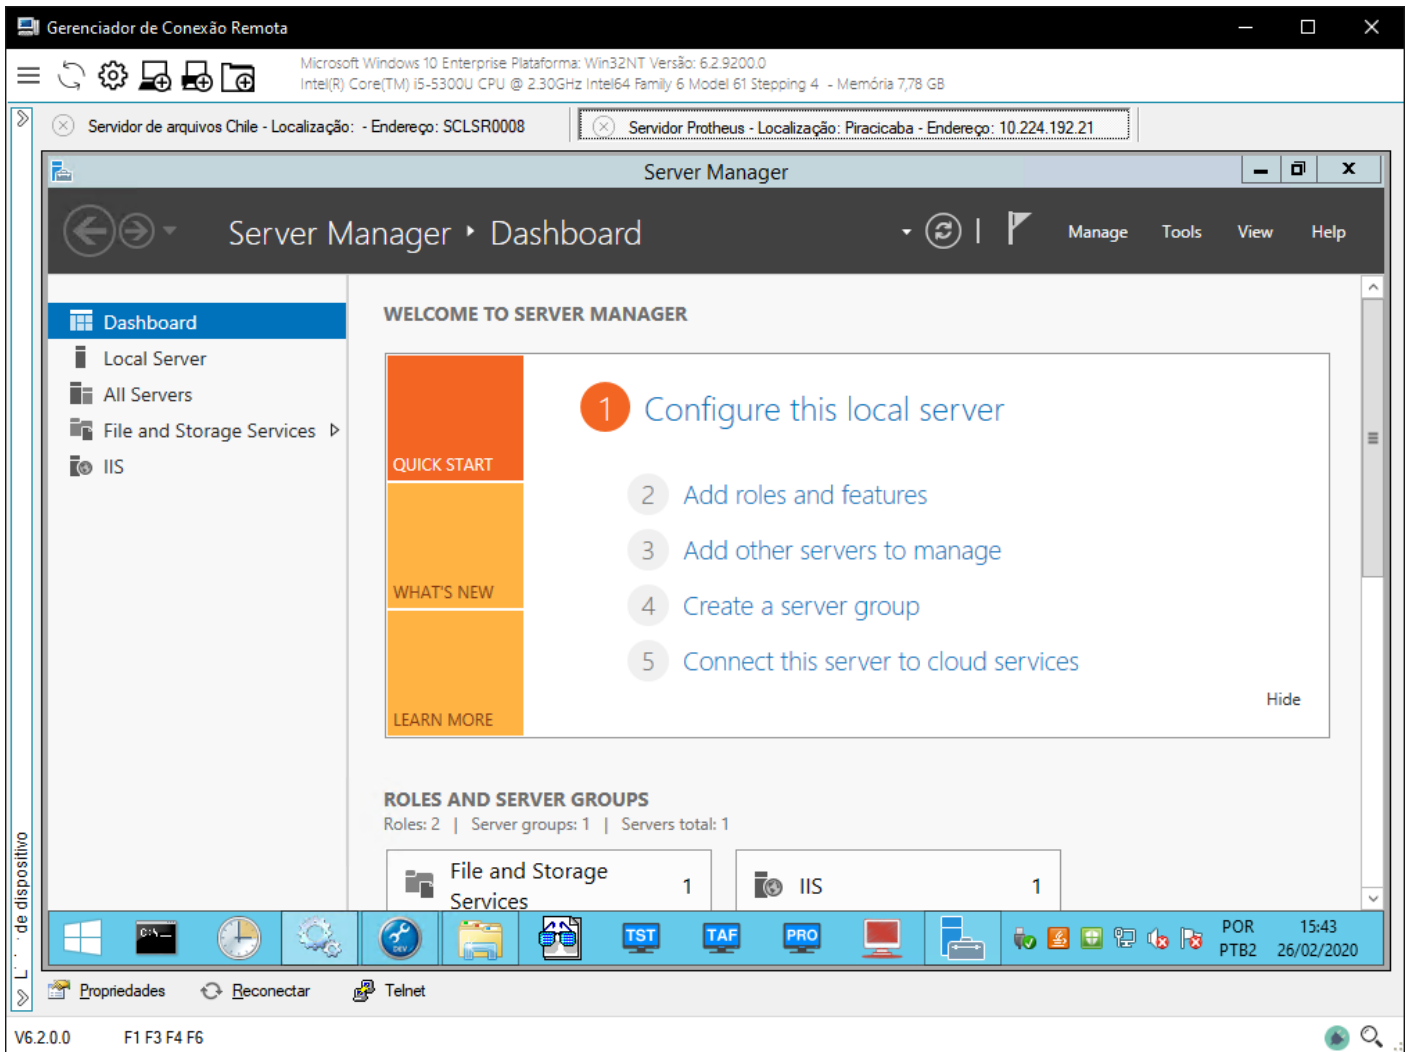 Gerenciador de Conexão Remota
Microsoft Windows 10 Enterprise Plataforma: Win32NT Versão: 6.2.9200.0
Intel(R) Core(TM) i5-5300U CPU @ 2.30GHz Intel64 Family 6 Model 61 Stepping 4 - Memória 7,78 GB
Servidor de arquivos Chile - Localização: - Endereço: SCLSR0008
Servidor Protheus - Localização: Piracicaba - Endereço: 10.224.192.21
Server Manager
Server Manager ‣ Dashboard
Manage Tools View Help
Dashboard
Local Server
All Servers
File and Storage Services
IIS
WELCOME TO SERVER MANAGER
QUICK START
WHAT'S NEW
LEARN MORE
1 Configure this local server
2 Add roles and features
3 Add other servers to manage
4 Create a server group
5 Connect this server to cloud services
Hide
ROLES AND SERVER GROUPS
Roles: 2 | Server groups: 1 | Servers total: 1
File and Storage
Services
1
IIS 1
de dispositivo
C:\_
DEV
TST
TAF
PRO
POR
PTB2
15:43
26/02/2020
Propriedades Reconectar Telnet
V6.2.0.0 F1 F3 F4 F6